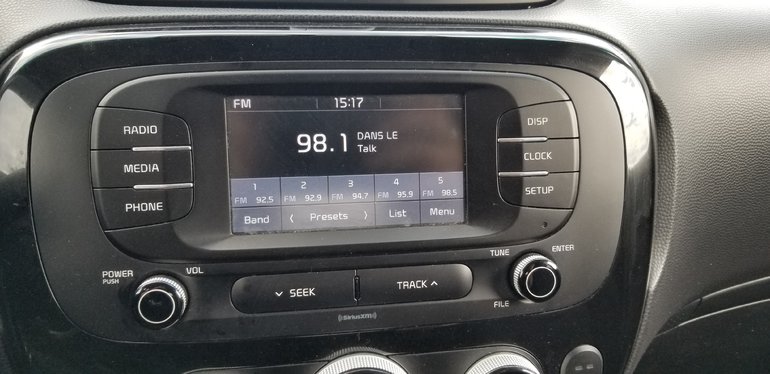 FM 15:17
RADIO
MEDIA
PHONE
98.1 DANS LE
Talk
1 2 3 4 5
FM 92.5 FM 92.9 FM 94.7 FM 95.9 FM 98.5
Band < Presets > List Menu
DISP
CLOCK
SETUP
POWER
PUSH
VOL
SEEK
TRACK
TUNE
ENTER
FILE
SiriusXM